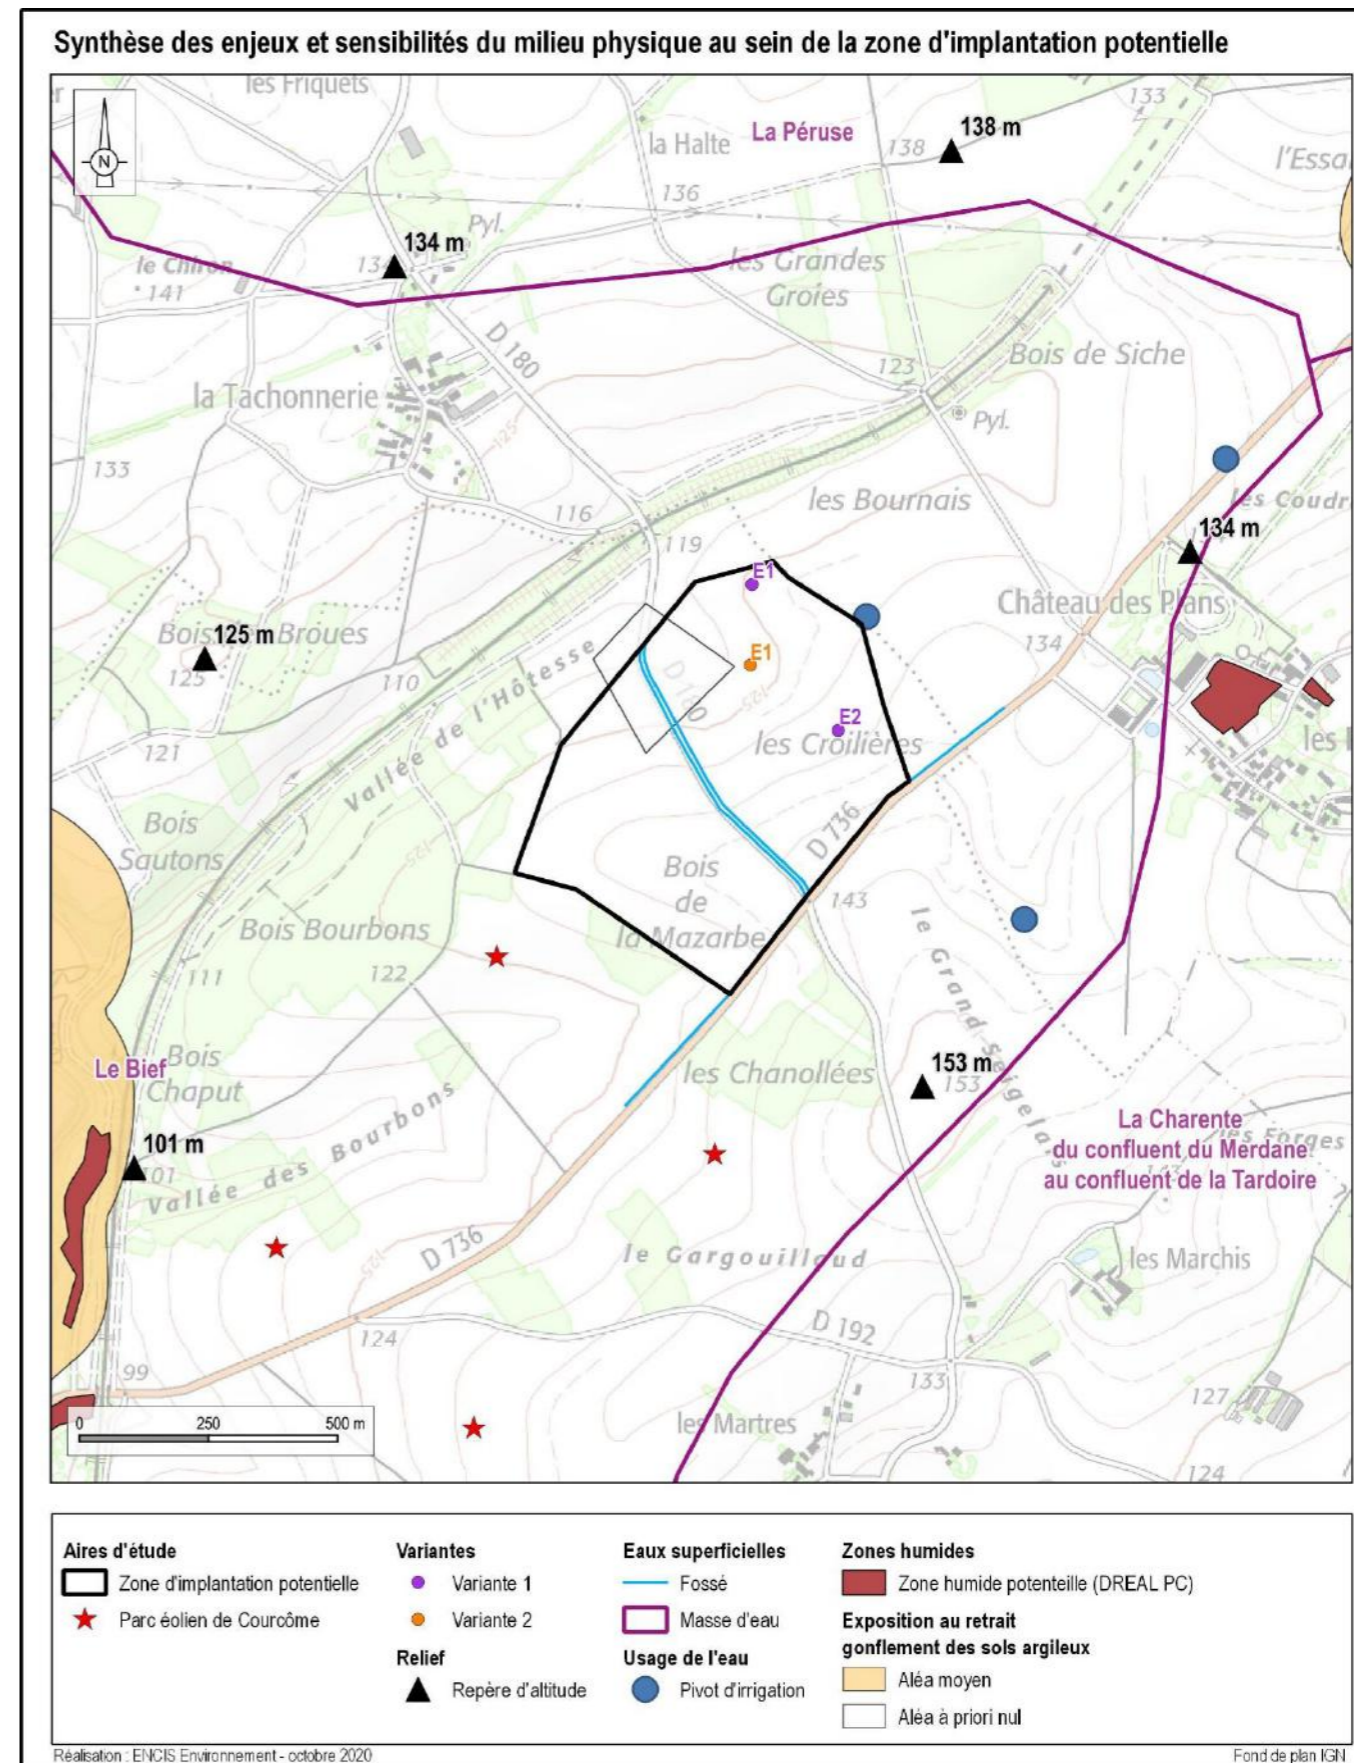 Synthèse des enjeux et sensibilités du milieu physique au sein de la zone d'implantation potentielle
les Friquets
133
N
la Halte
La Péruse
138
138 m
l'Essa
136
Pyl.
134 m
134
le Chiron
141
les Grandes
Groies
D 180
Bois de Siche
123
la Tachonnerie
125
Pyl.
133
les Bournais
116
119
les Coudr
134 m
E1
Château des Plans
134
Bois des Broues
125 m
125
E1
110
D 180
125
E2
les Croilières
121
Vallée de l'Hôtesse
Bois
Sautons
125
D 736
Bois
de
la Mazarbe
143
Bois Bourbons
122
111
le Grand Seigelars
Le Bief
Bois
Chaput
les Chanollées
153 m
153
101 m
101
Vallée des Bourbons
La Charente
du confluent du Merdane
au confluent de la Tardoire
les Forges
125
D 736
le Gargouillaud
les Marchis
124
D 192
133
99
127
0 250 500 m
les Martres
124
Aires d'étude
Zone d'implantation potentielle
Parc éolien de Courcôme
Variantes
Variante 1
Variante 2
Relief
Repère d'altitude
Eaux superficielles
Fossé
Masse d'eau
Usage de l'eau
Pivot d'irrigation
Zones humides
Zone humide potenteille (DREAL PC)
Exposition au retrait
gonflement des sols argileux
Aléa moyen
Aléa à priori nul
Réalisation : ENCIS Environnement - octobre 2020
Fond de plan IGN